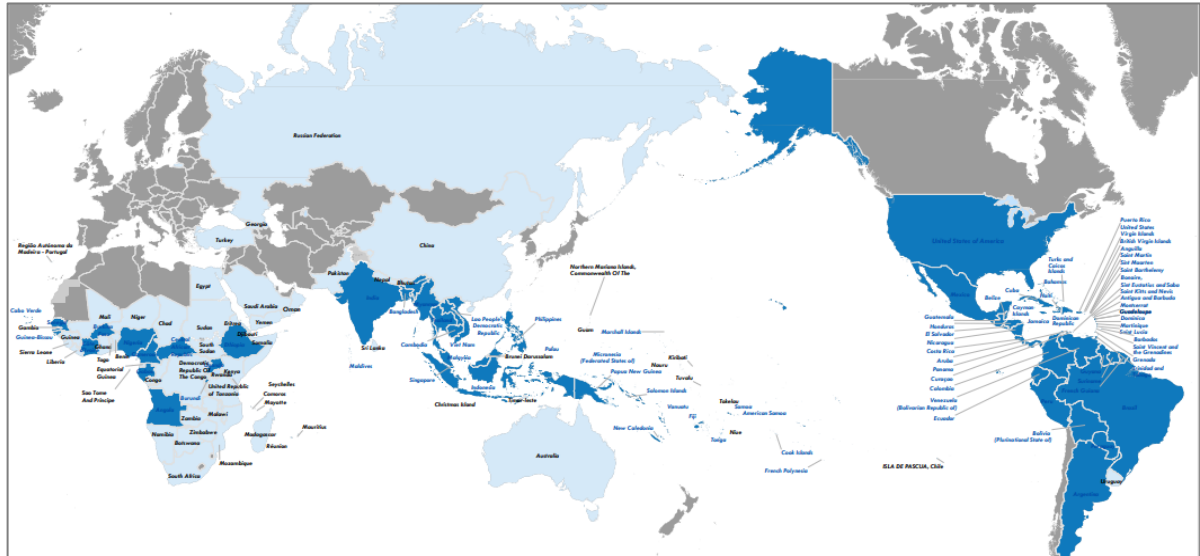 Russian Federation
Georgia
Turkey
China
Região Autónoma da
Madeira - Portugal
Pakistan
Nepal
Bhutan
Northern Mariana Islands,
Commonwealth Of The
Egypt
India
Saudi Arabia
Oman
Bangladesh
Lao People's
Democratic
Republic
Philippines
Guam
Marshall Islands
Cabo Verde
Mali
Niger
Chad
Sudan
Eritrea
Yemen
Gambia
Guinea-Bissau
Guinea
Djibouti
Somalia
Sierra Leone
Liberia
Ghana
Togo
Benin
Nigeria
Central
South
Sudan
Ethiopia
Equatorial
Guinea
Sao Tome
And Principe
Congo
Democratic
Republic Of
The Congo
Rwanda
Kenya
Burundi
United Republic
of Tanzania
Seychelles
Comoros
Mayotte
Angola
Zambia
Malawi
Namibia
Zimbabwe
Botswana
Mozambique
Madagascar
Réunion
Mauritica
South Africa
Sri Lanka
Maldives
Cambodia
Viet Nam
Malaysia
Brunei Darussalam
Singapore
Indonesia
Christmas Island
Timor-leste
Palau
Micronesia
(Federated States of)
Papua New Guinea
Solomon Islands
Kiribati
Nauru
Tuvalu
Tokelau
Vanuatu
Samoa
American Samoa
Fiji
New Caledonia
Tonga
Niue
Cook Islands
French Polynesia
Australia
ISLA DE PASCUA, Chile
United States of America
Mexico
Turks and
Caicos
Islands
Bahamas
Cuba
Belize
Haiti
Cayman
Islands
Jamaica
Dominican
Republic
Guatemala
Honduras
El Salvador
Nicaragua
Costa Rica
Aruba
Panama
Curaçao
Colombia
Venezuela
(Bolivarian Republic of)
Ecuador
Puerto Rico
United States
Virgin Islands
British Virgin Islands
Anguilla
Saint Martin
Sint Maarten
Saint Barthelemy
Bonaire,
Sint Eustatius and Saba
Saint Kitts and Nevis
Antigua and Barbuda
Montserrat
Guadeloupe
Dominica
Martinique
Saint Lucia
Barbados
Saint Vincent and
the Grenadines
Grenada
Trinidad and
Suriname
French Guiana
Peru
Brazil
Bolivia
(Plurinational State of)
Uruguay
Argentina